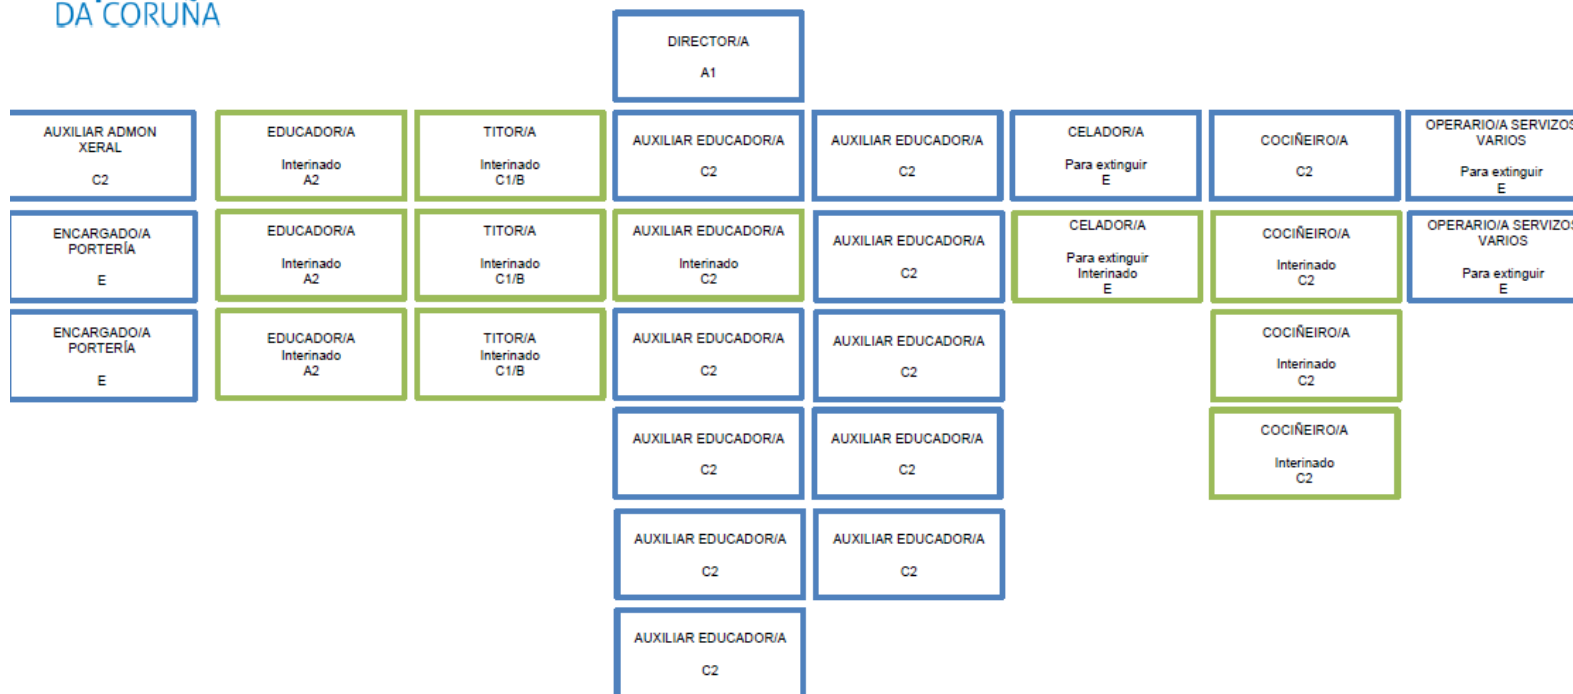 DA CORUÑA
DIRECTOR/A
A1
AUXILIAR ADMON
XERAL
C2
EDUCADOR/A
Interinado
A2
TITOR/A
Interinado
C1/B
AUXILIAR EDUCADOR/A
C2
AUXILIAR EDUCADOR/A
C2
CELADOR/A
Para extinguir
E
COCIÑEIRO/A
C2
OPERARIO/A SERVIZOS
VARIOS
Para extinguir
E
ENCARGADO/A
PORTERÍA
E
EDUCADOR/A
Interinado
A2
TITOR/A
Interinado
C1/B
AUXILIAR EDUCADOR/A
Interinado
C2
AUXILIAR EDUCADOR/A
C2
CELADOR/A
Para extinguir
Interinado
E
COCIÑEIRO/A
Interinado
C2
OPERARIO/A SERVIZOS
VARIOS
Para extinguir
E
ENCARGADO/A
PORTERÍA
E
EDUCADOR/A
Interinado
A2
TITOR/A
Interinado
C1/B
AUXILIAR EDUCADOR/A
C2
AUXILIAR EDUCADOR/A
C2
COCIÑEIRO/A
Interinado
C2
AUXILIAR EDUCADOR/A
C2
AUXILIAR EDUCADOR/A
C2
COCIÑEIRO/A
Interinado
C2
AUXILIAR EDUCADOR/A
C2
AUXILIAR EDUCADOR/A
C2
AUXILIAR EDUCADOR/A
C2